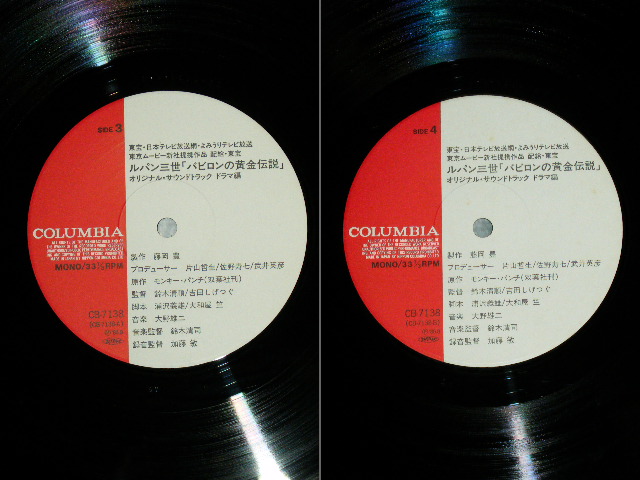 SIDE 3
東宝・日本テレビ放送網・よみうりテレビ放送
東京ムービー新社提携作品 配給・東宝
ルパン三世「バビロンの黄金伝説」
オリジナル・サウンドトラック ドラマ編
COLUMBIA
MONO/33⅓RPM
CB-7138
製作 藤岡 豊
プロデューサー 片山哲生/佐野寿七/武井英彦
原作 モンキー・パンチ(双葉社刊)
監督 鈴木清順/吉田しげつぐ
脚本 浦沢義雄/大和屋 竺
音楽 大野雄二
音楽監督 鈴木清司
録音監督 加藤 敏
SIDE 4
東宝・日本テレビ放送網・よみうりテレビ放送
東京ムービー新社提携作品 配給・東宝
ルパン三世「バビロンの黄金伝説」
オリジナル・サウンドトラック ドラマ編
COLUMBIA
MONO/33⅓RPM
CB-7138
製作 藤岡 豊
プロデューサー 片山哲生/佐野寿七/武井英彦
原作 モンキー・パンチ(双葉社刊)
監督 鈴木清順/吉田しげつぐ
脚本 浦沢義雄/大和屋 竺
音楽 大野雄二
音楽監督 鈴木清司
録音監督 加藤 敏